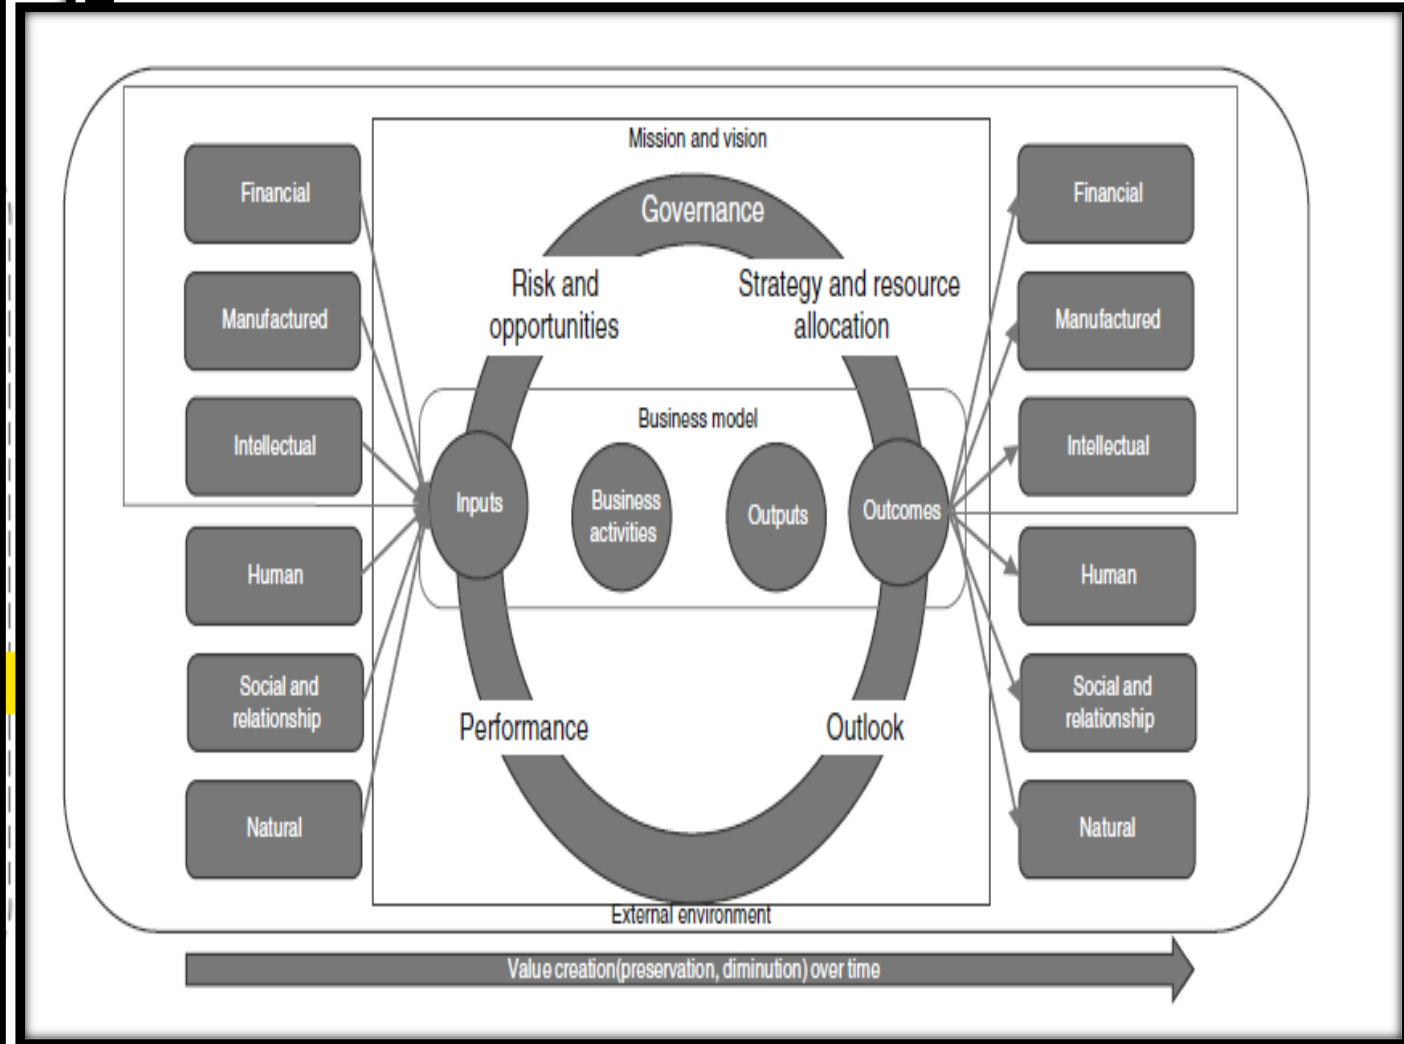 Mission and vision
Governance
Risk and
opportunities
Strategy and resource
allocation
Financial
Manufactured
Intellectual
Human
Social and
relationship
Natural
Business model
Inputs
Business
activities
Outputs
Outcomes
Performance
Outlook
Financial
Manufactured
Intellectual
Human
Social and
relationship
Natural
External environment
Value creation(preservation, diminution) over time